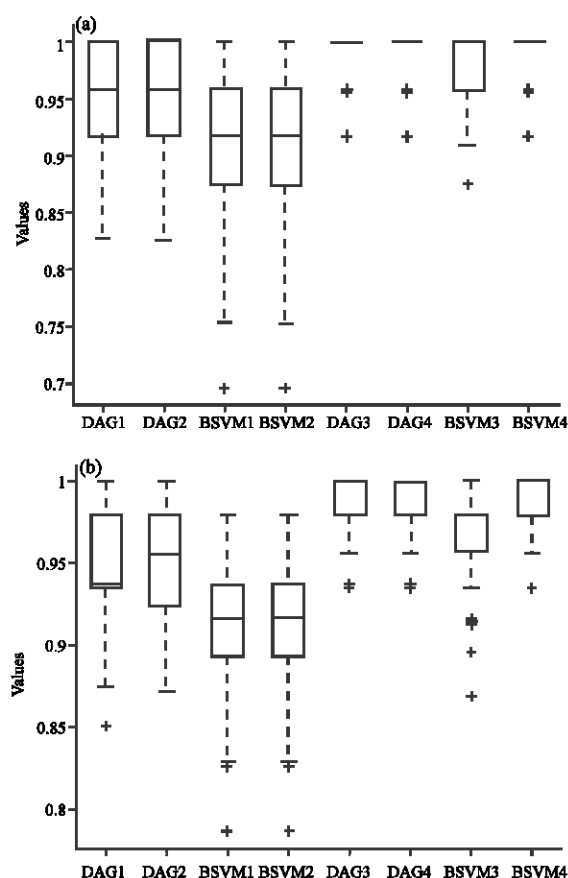 (a)
1
0.95
0.9
0.85
0.8
0.75
0.7
Values
DAG1 DAG2 BSVM1 BSVM2 DAG3 DAG4 BSVM3 BSVM4
(b)
1
0.95
0.9
0.85
0.8
Values
DAG1 DAG2 BSVM1 BSVM2 DAG3 DAG4 BSVM3 BSVM4